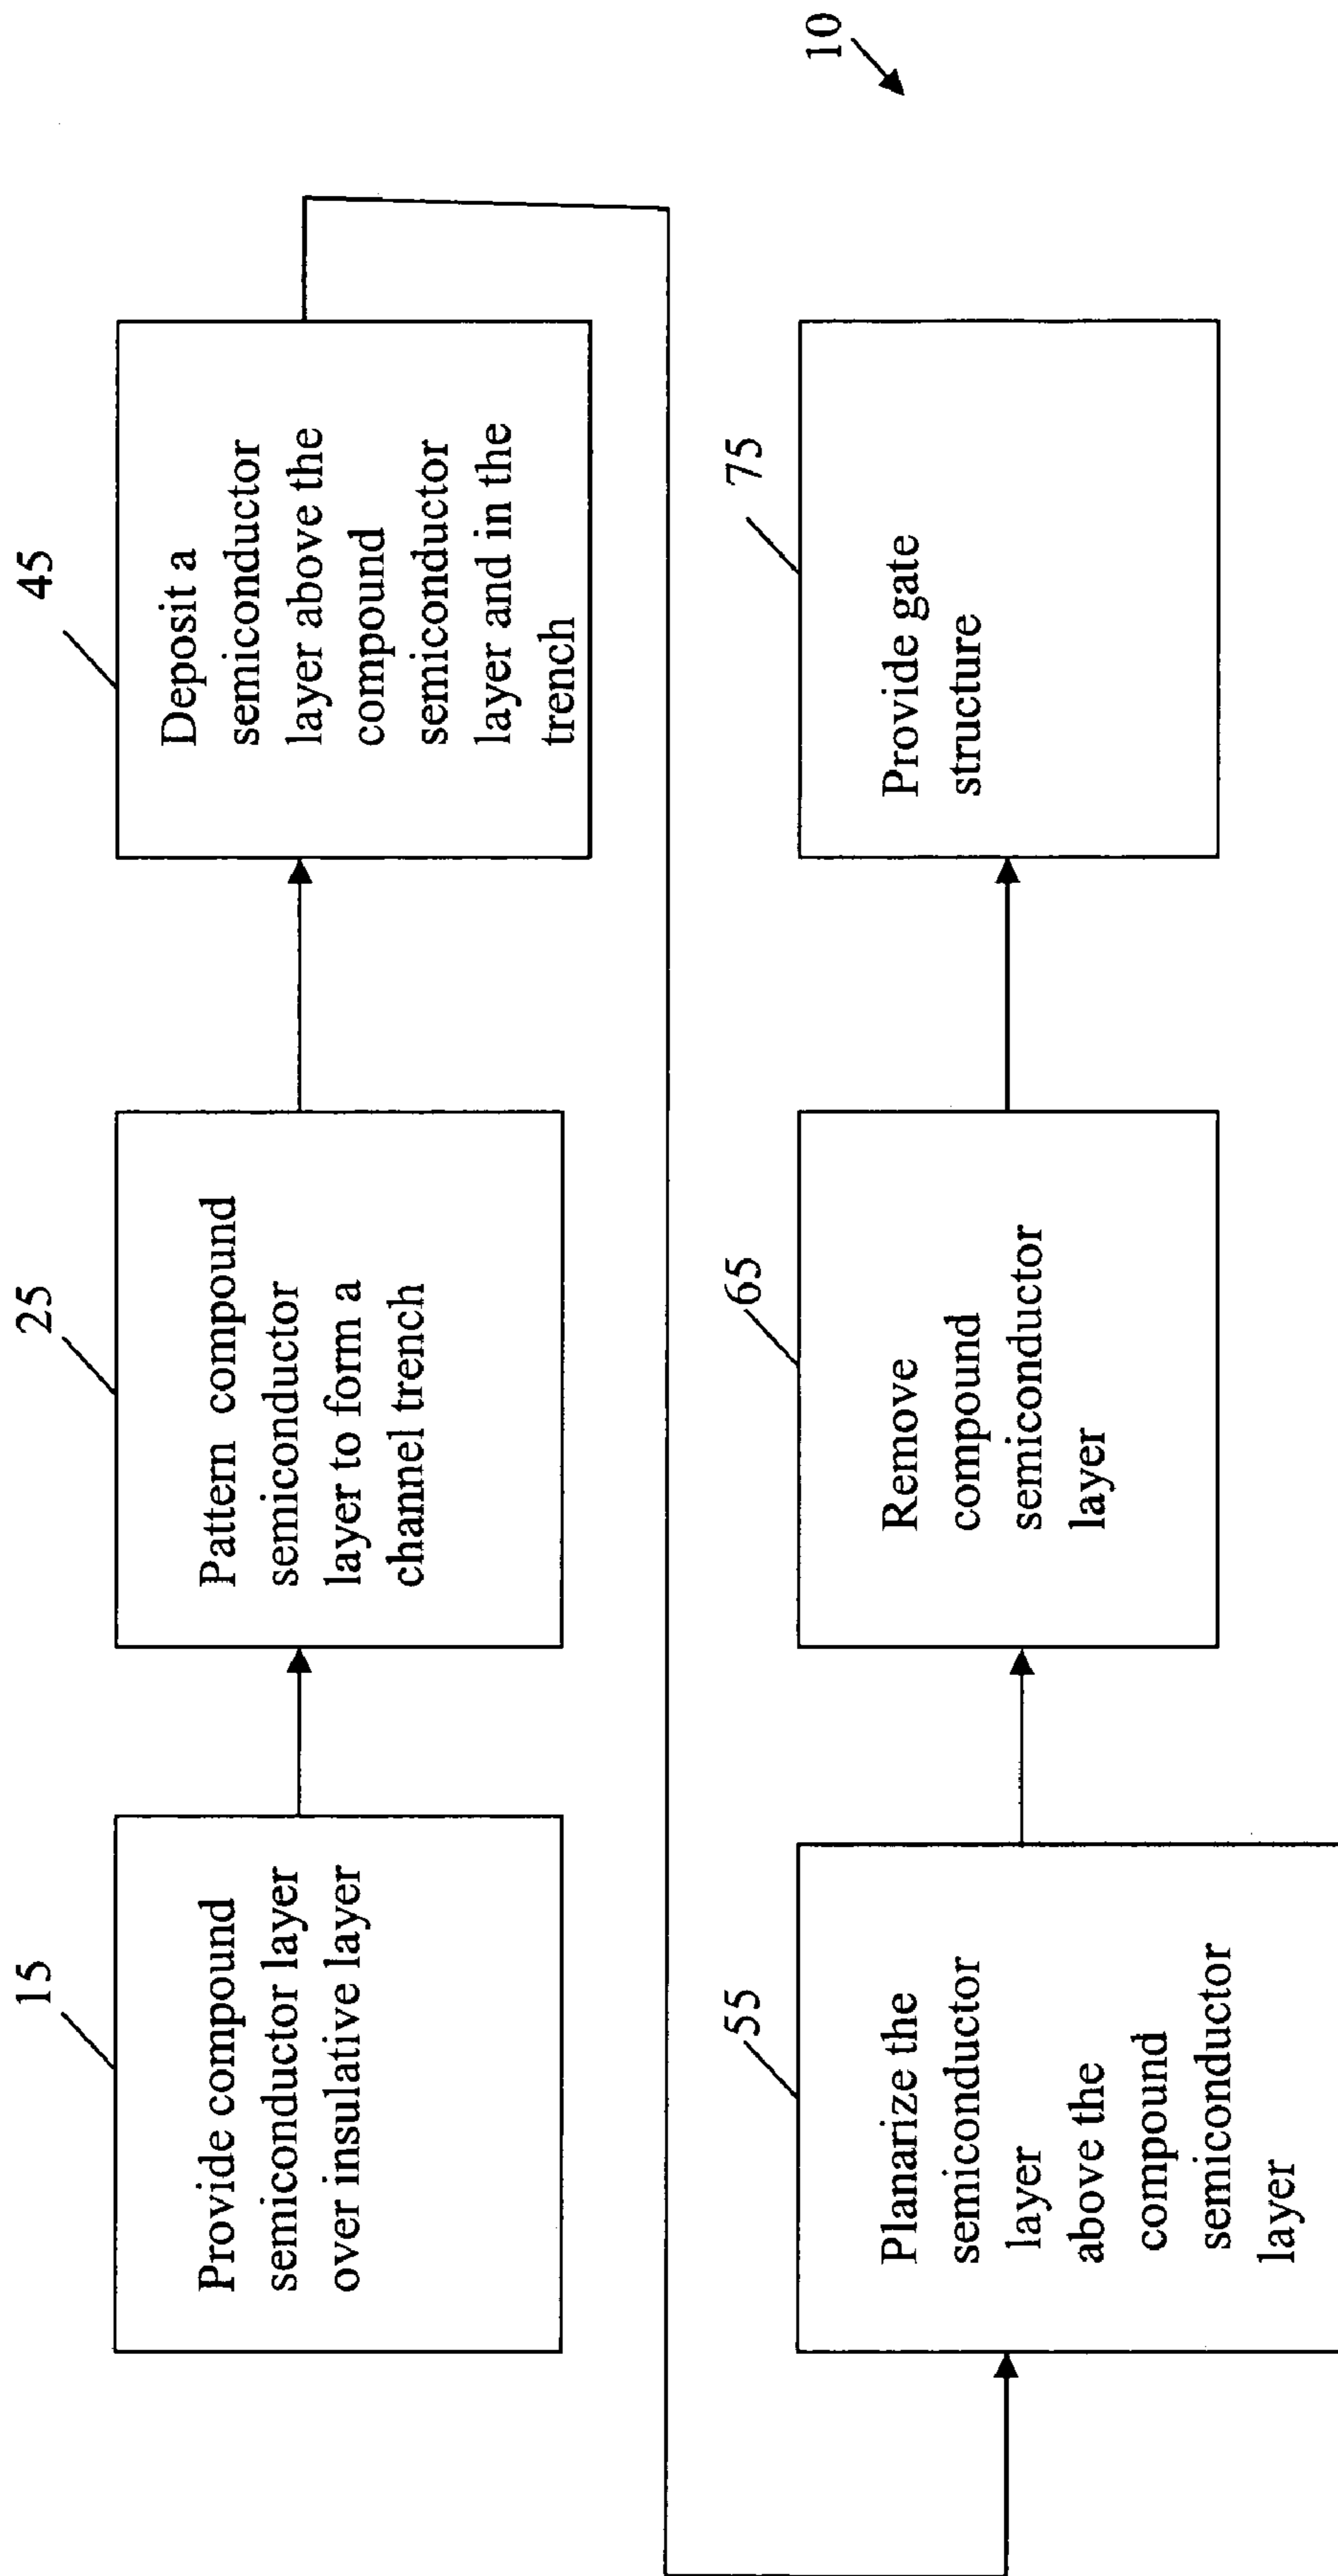 15
Provide compound
semiconductor layer
over insulative layer
25
Pattern compound
semiconductor
layer to form a
channel trench
45
Deposit a
semiconductor
layer above the
compound
semiconductor
layer and in the
trench
55
Planarize the
semiconductor
layer
above the
compound
semiconductor
layer
65
Remove
compound
semiconductor
layer
75
Provide gate
structure
10